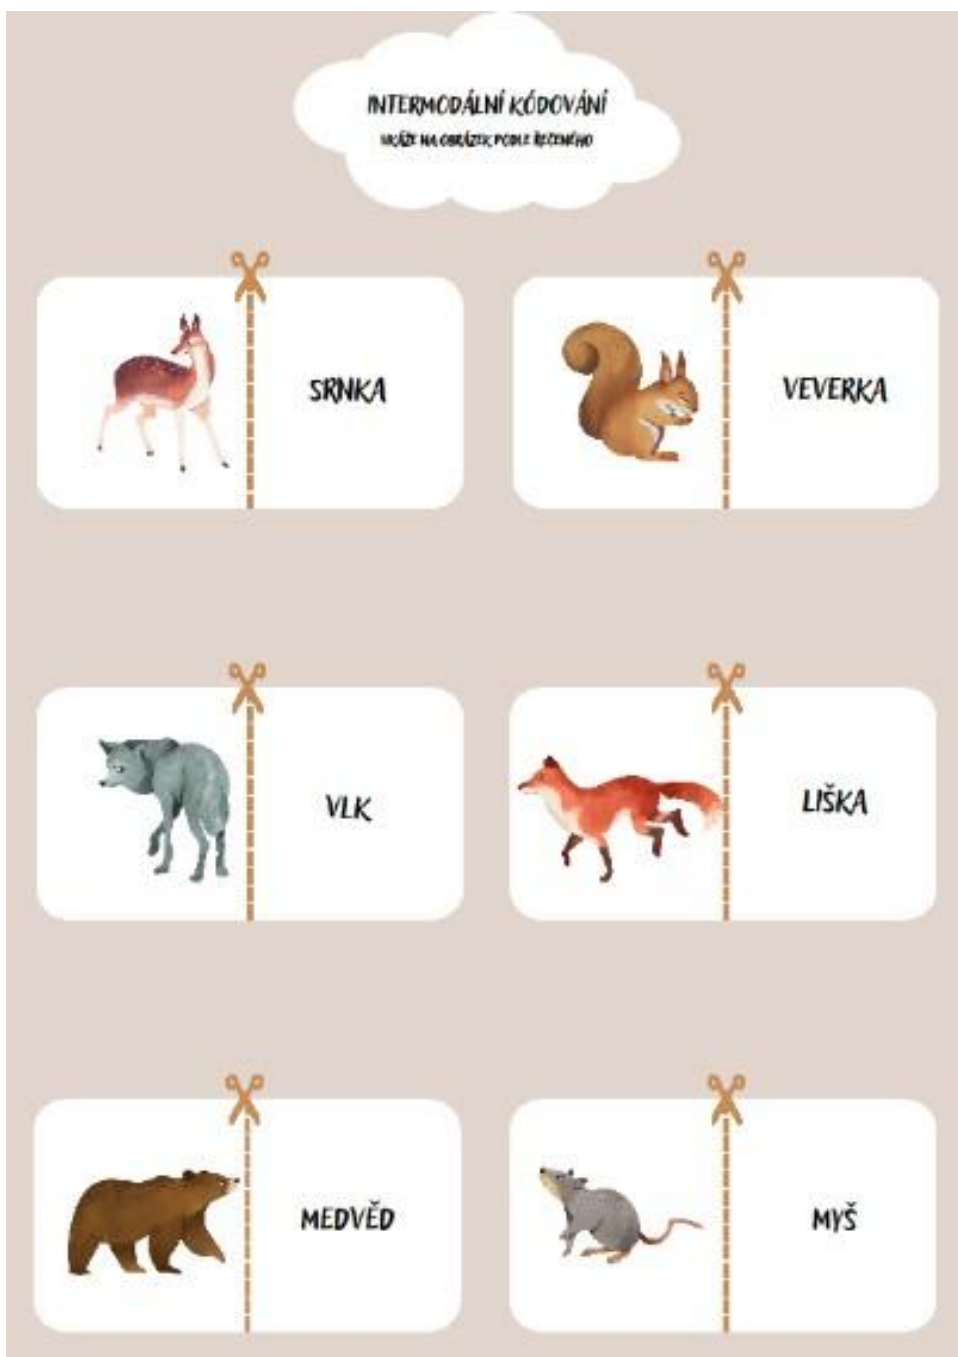 INTERMODÁLNÍ KÓDOVÁNÍ
UKÁŽE NA OBRÁZEK PODLE ŘEČENÉHO
SRNKA
VEVERKA
VLK
LIŠKA
MEDVĚD
MYŠ